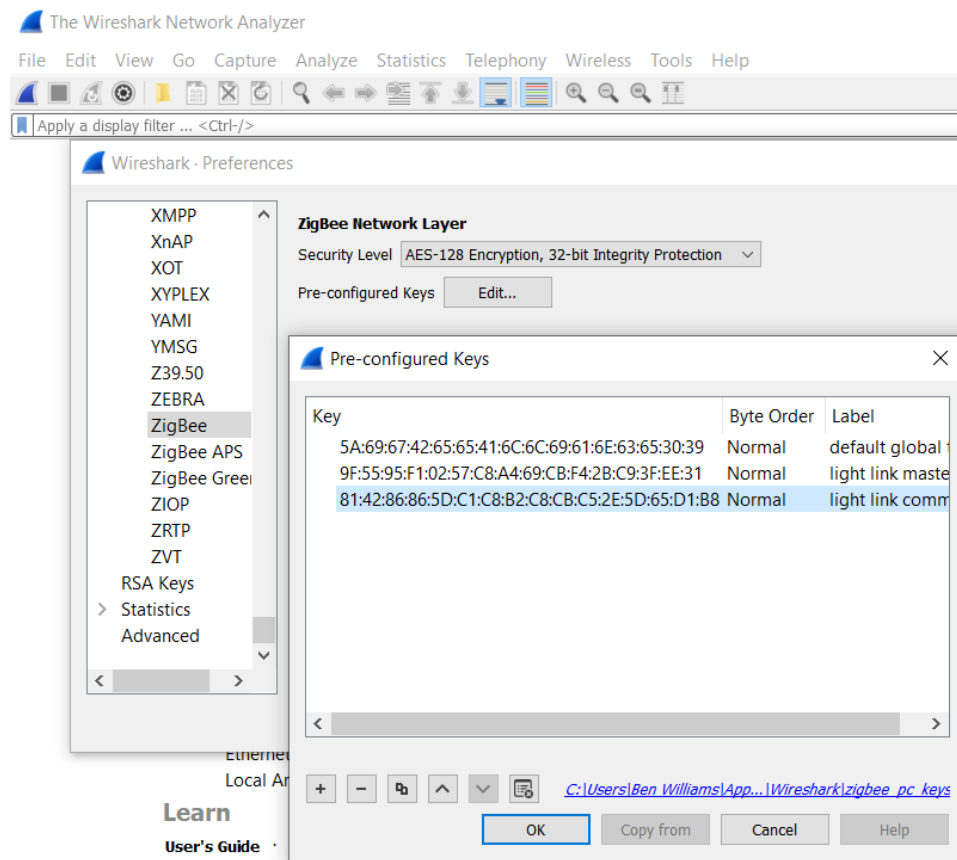 The Wireshark Network Analyzer
File Edit View Go Capture Analyze Statistics Telephony Wireless Tools Help
Apply a display filter ... <Ctrl-/>
Wireshark · Preferences
XMPP
XnAP
XOT
XYPLEX
YAMI
YMSG
Z39.50
ZEBRA
ZigBee
ZigBee APS
ZigBee Green
ZIOP
ZRTP
ZVT
RSA Keys
Statistics
Advanced
ZigBee Network Layer
Security Level AES-128 Encryption, 32-bit Integrity Protection
Pre-configured Keys Edit...
Pre-configured Keys
Key Byte Order Label
5A:69:67:42:65:65:41:6C:6C:69:61:6E:63:65:30:39 Normal default global
9F:55:95:F1:02:57:C8:A4:69:CB:F4:2B:C9:3F:EE:31 Normal light link maste
81:42:86:86:5D:C1:C8:B2:C8:CB:C5:2E:5D:65:D1:B8 Normal light link comm
C:\Users\Ben Williams\App...\Wireshark\zigbee_pc_keys
OK Copy from Cancel Help
Ethernet
Local Ar
Learn
User's Guide ·